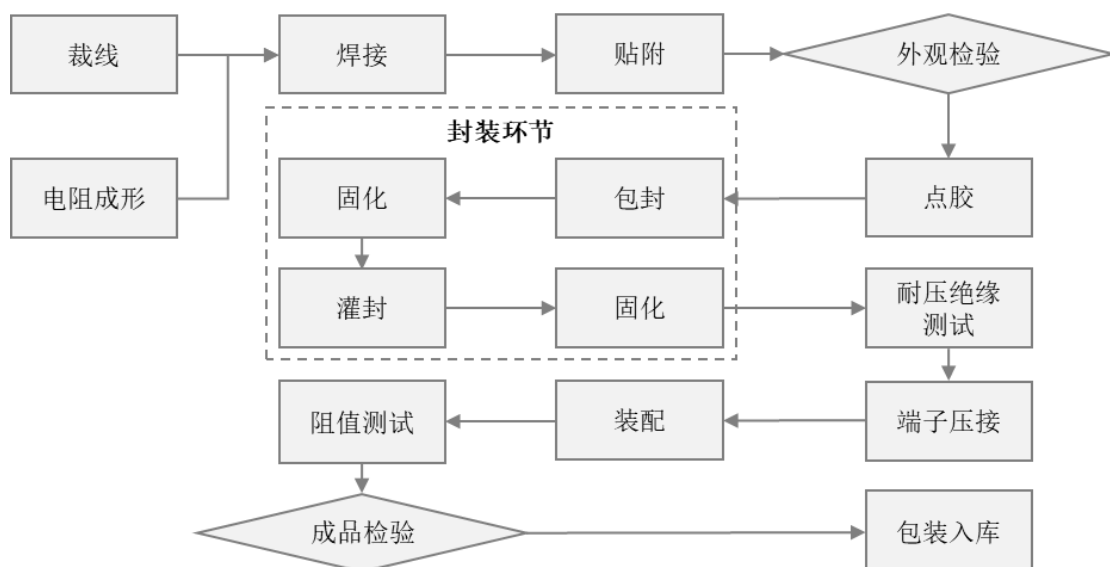 裁线
焊接
贴附
外观检验
封装环节
电阻成形
固化
包封
点胶
灌封
固化
耐压绝缘
测试
阻值测试
装配
端子压接
成品检验
包装入库